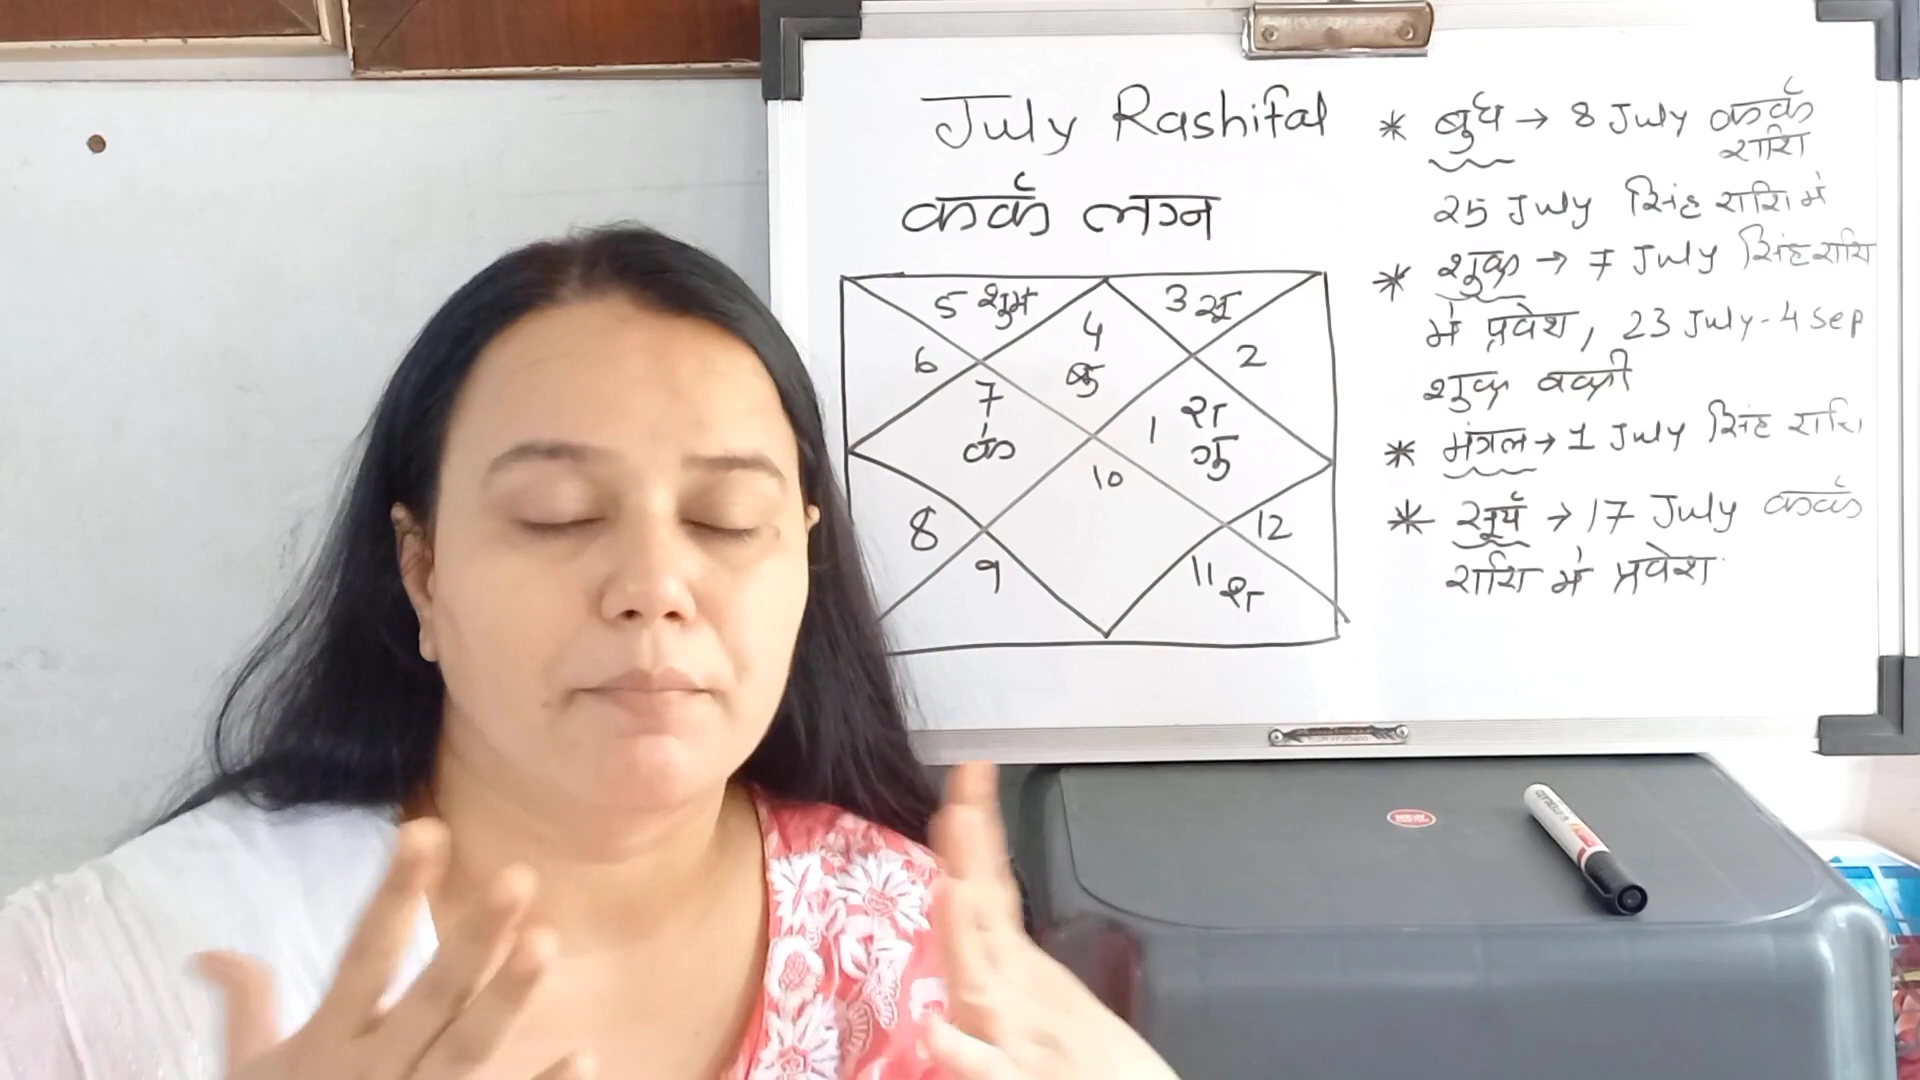 July Rashifal
कर्क लग्न
5 शुमं
4
बु
3 सू
6
2
7
के
1 रा
गु
10
8
9
12
11 श
* बुध → 8 July कर्क
राशि
25 July सिंह राशि में
* शुक्र → 7 July सिंह राशि
में प्रवेश, 23 July - 4 Sep
शुक्र वक्री
* मंगल → 1 July सिंह राशि
* सूर्य → 17 July कर्क
राशि में प्रवेश
NEW